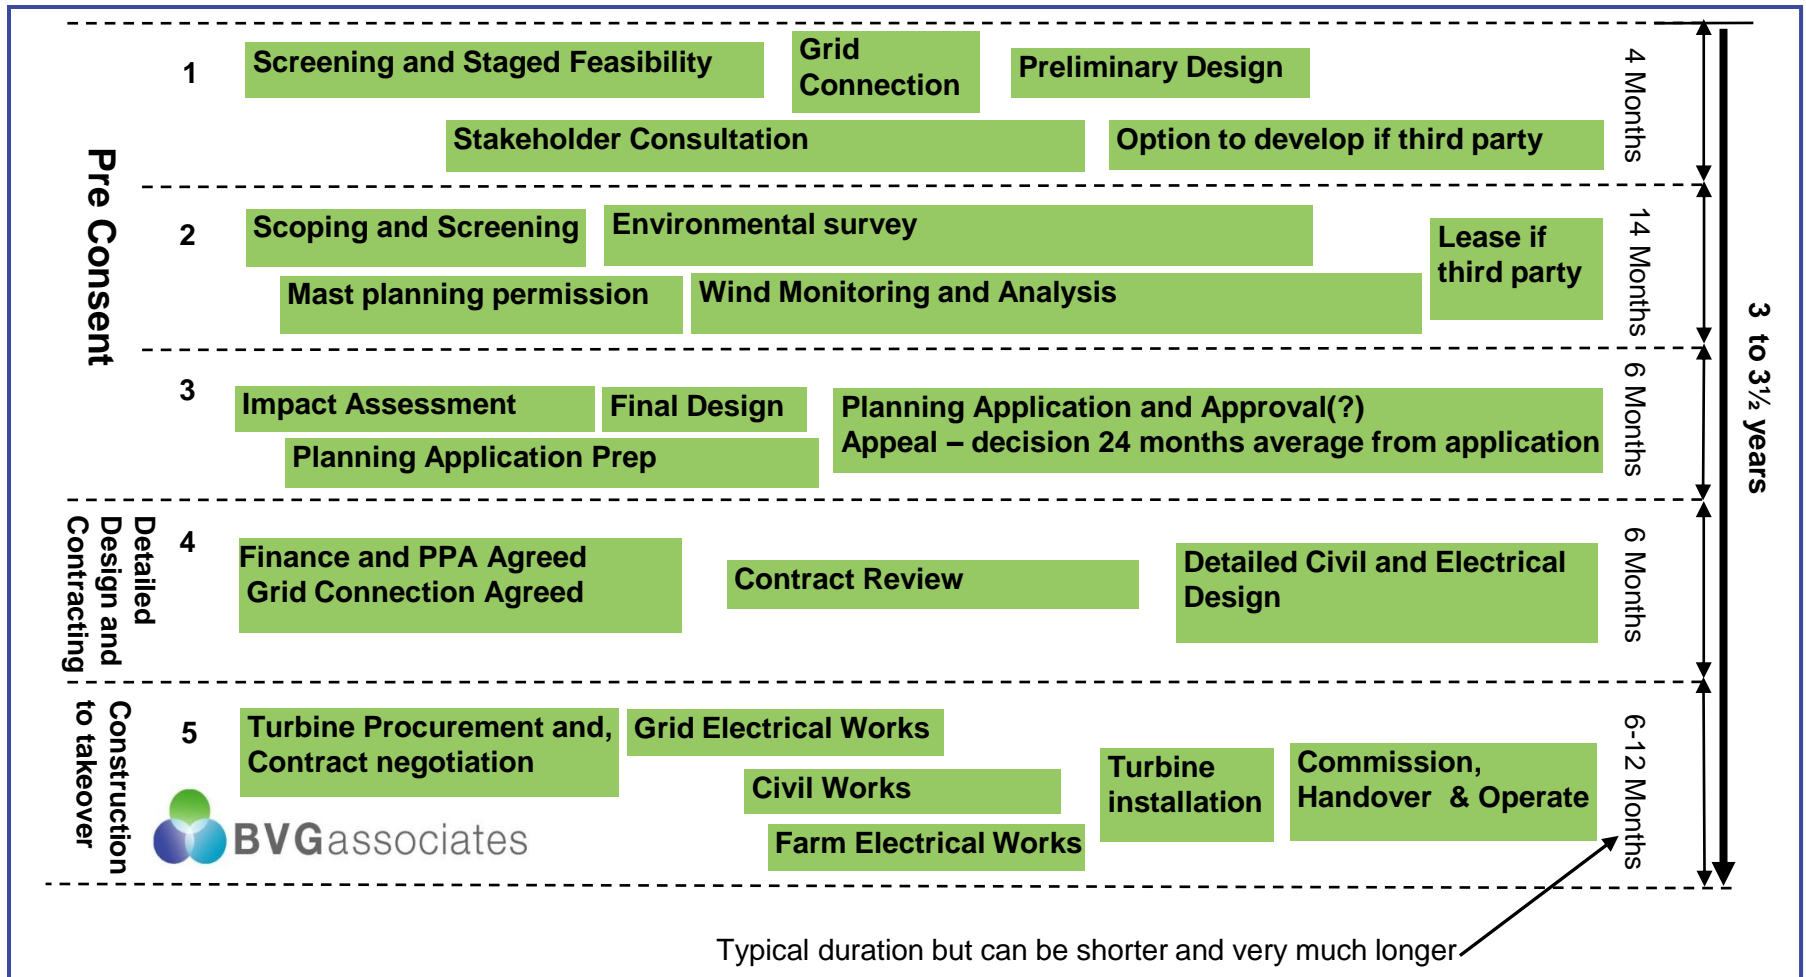 Pre Consent
1
Screening and Staged Feasibility
Grid
Connection
Preliminary Design
Stakeholder Consultation
Option to develop if third party
4 Months
2
Scoping and Screening
Environmental survey
Lease if
third party
Mast planning permission
Wind Monitoring and Analysis
14 Months
3
Impact Assessment
Final Design
Planning Application and Approval(?)
Appeal – decision 24 months average from application
Planning Application Prep
6 Months
3 to 3½ years
Detailed
Design and
Contracting
4
Finance and PPA Agreed
Grid Connection Agreed
Contract Review
Detailed Civil and Electrical
Design
6 Months
Construction
to takeover
5
Turbine Procurement and,
Contract negotiation
Grid Electrical Works
Civil Works
Farm Electrical Works
Turbine
installation
Commission,
Handover & Operate
6-12 Months
BVGassociates
Typical duration but can be shorter and very much longer